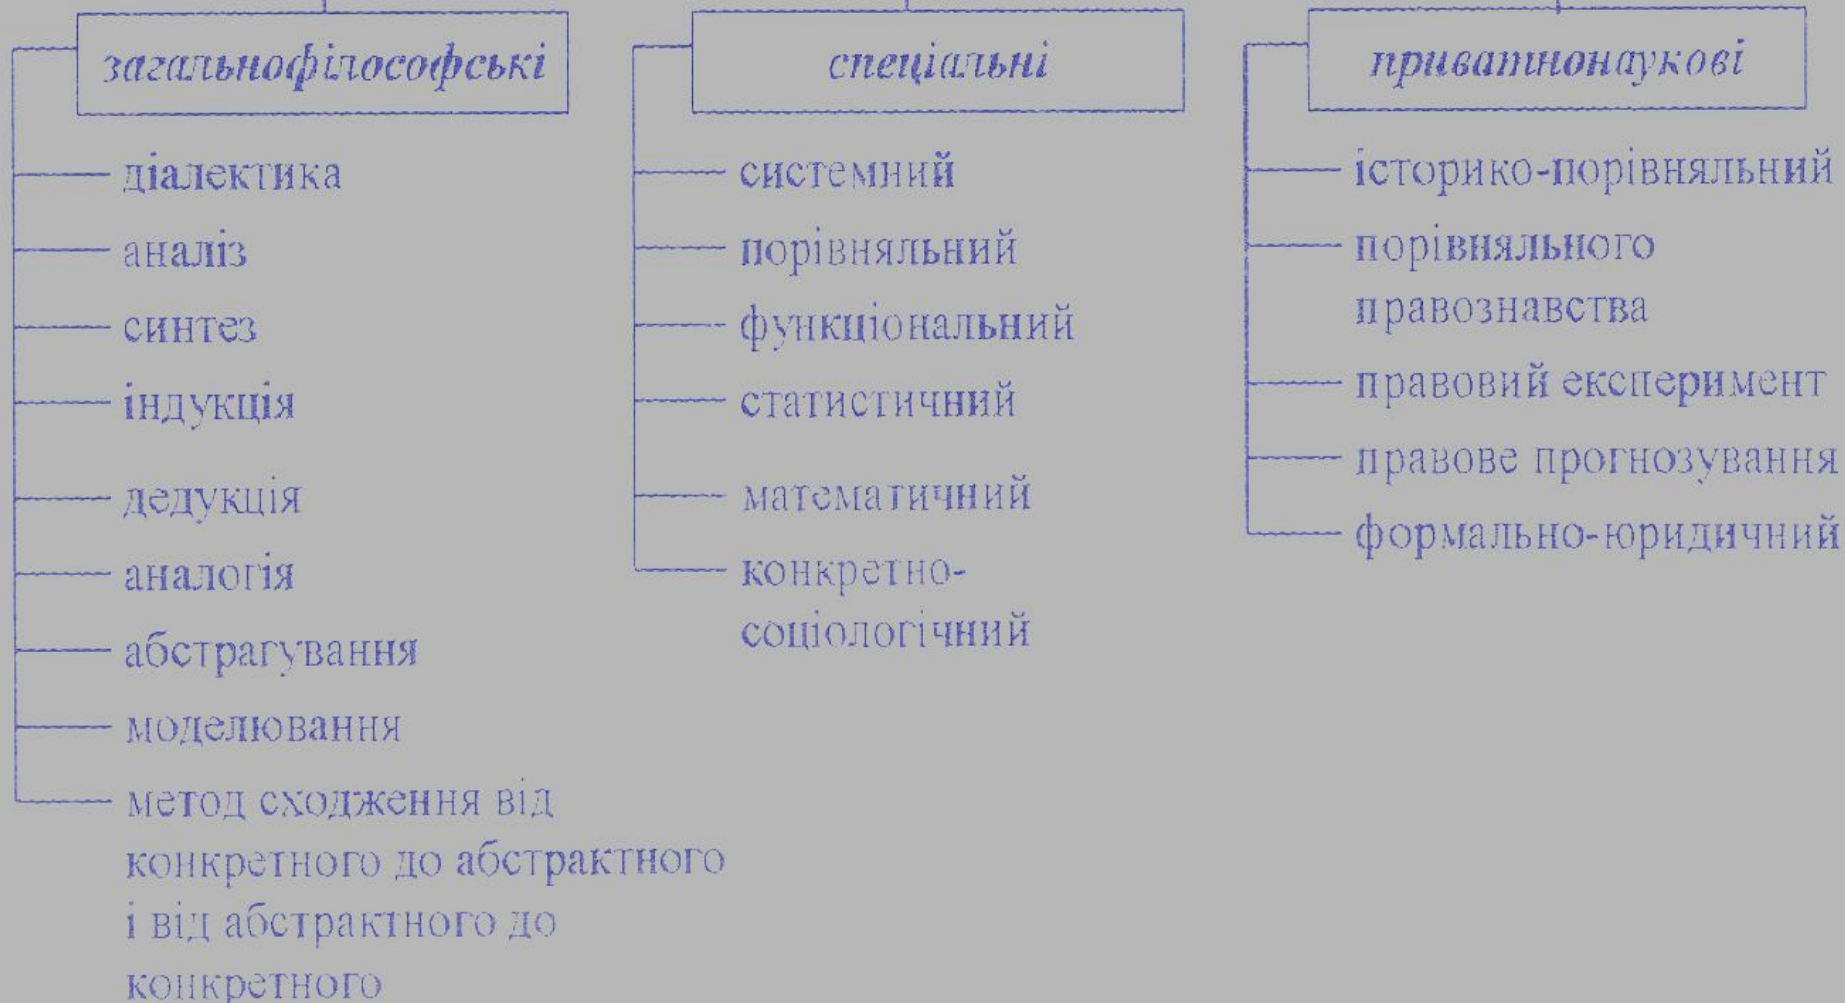 загальнофілософські
діалектика
аналіз
синтез
індукція
дедукція
аналогія
абстрагування
моделювання
метод сходження від
конкретного до абстрактного
і від абстрактного до
конкретного
спеціальні
системний
порівняльний
функціональний
статистичний
математичний
конкретно-
соціологічний
приватнонаукові
історико-порівняльний
порівняльного
правознавства
правовий експеримент
правове прогнозування
формально-юридичний